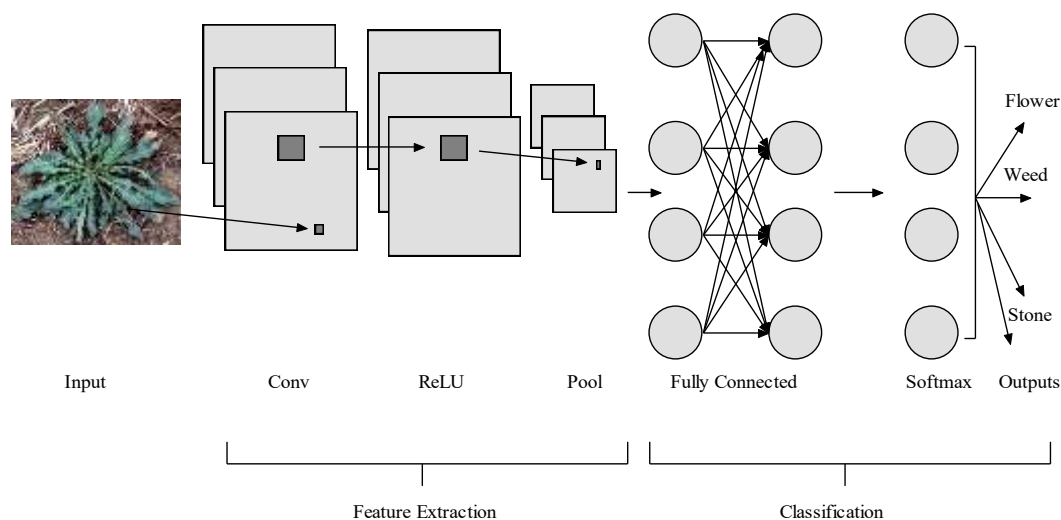 Flower
Weed
Stone
Input
Conv
ReLU
Pool
Fully Connected
Softmax
Outputs
Feature Extraction
Classification